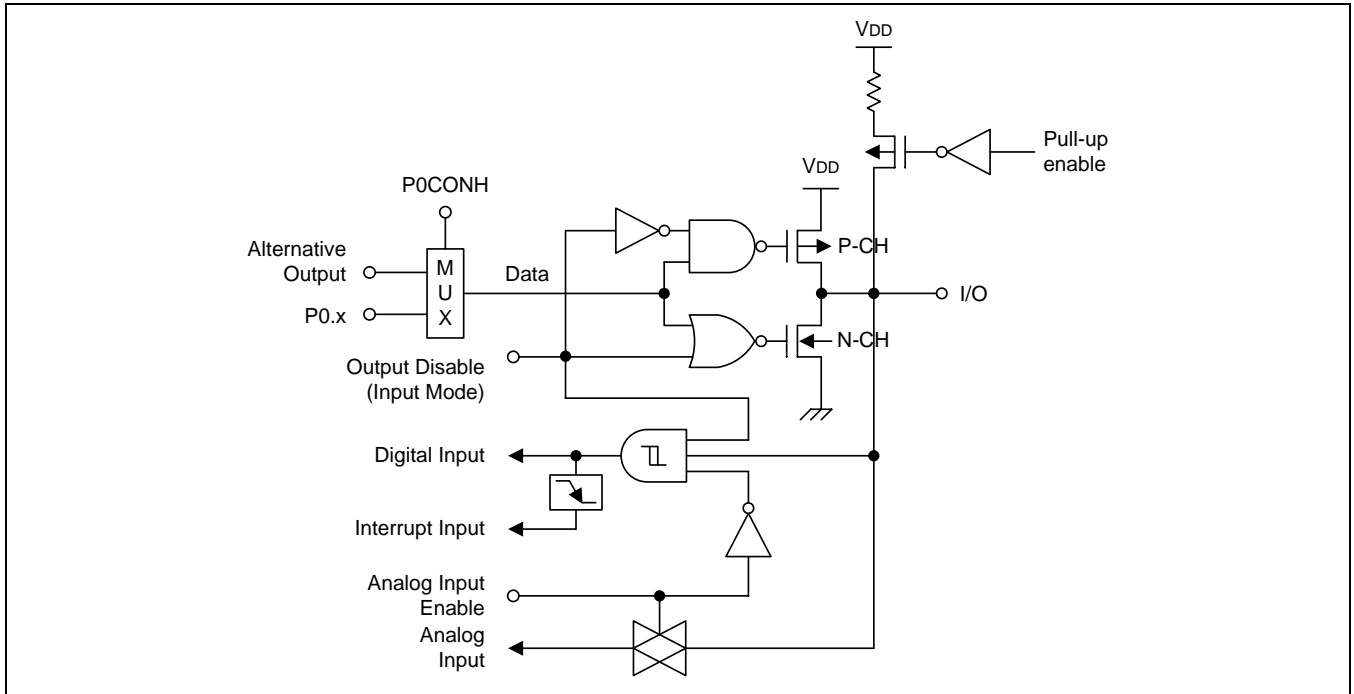 VDD
Pull-up
enable
VDD
P0CONH
P-CH
Alternative
Output
M
U
X
Data
I/O
P0.x
N-CH
Output Disable
(Input Mode)
Digital Input
Interrupt Input
Analog Input
Enable
Analog
Input